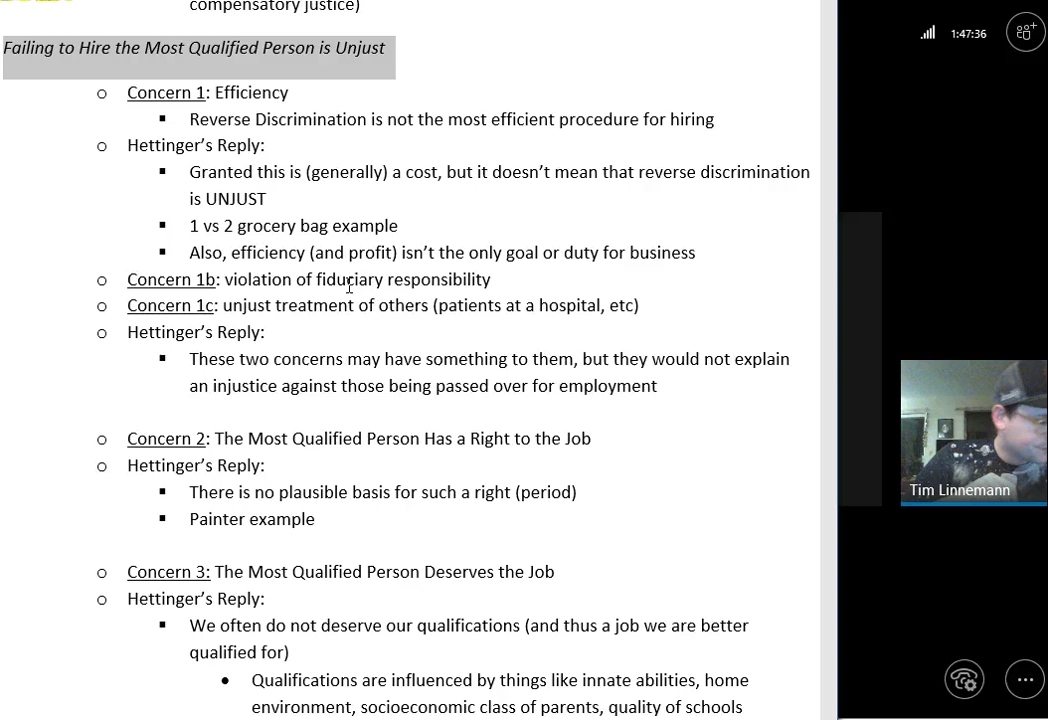 compensatory justice)
Failing to Hire the Most Qualified Person is Unjust
o Concern 1: Efficiency
▪ Reverse Discrimination is not the most efficient procedure for hiring
o Hettinger's Reply:
▪ Granted this is (generally) a cost, but it doesn't mean that reverse discrimination
is UNJUST
▪ 1 vs 2 grocery bag example
▪ Also, efficiency (and profit) isn't the only goal or duty for business
o Concern 1b: violation of fiduciary responsibility
o Concern 1c: unjust treatment of others (patients at a hospital, etc)
o Hettinger's Reply:
▪ These two concerns may have something to them, but they would not explain
an injustice against those being passed over for employment
o Concern 2: The Most Qualified Person Has a Right to the Job
o Hettinger's Reply:
▪ There is no plausible basis for such a right (period)
▪ Painter example
o Concern 3: The Most Qualified Person Deserves the Job
o Hettinger's Reply:
▪ We often do not deserve our qualifications (and thus a job we are better
qualified for)
• Qualifications are influenced by things like innate abilities, home
environment, socioeconomic class of parents, quality of schools
1:47:36
Tim Linnemann